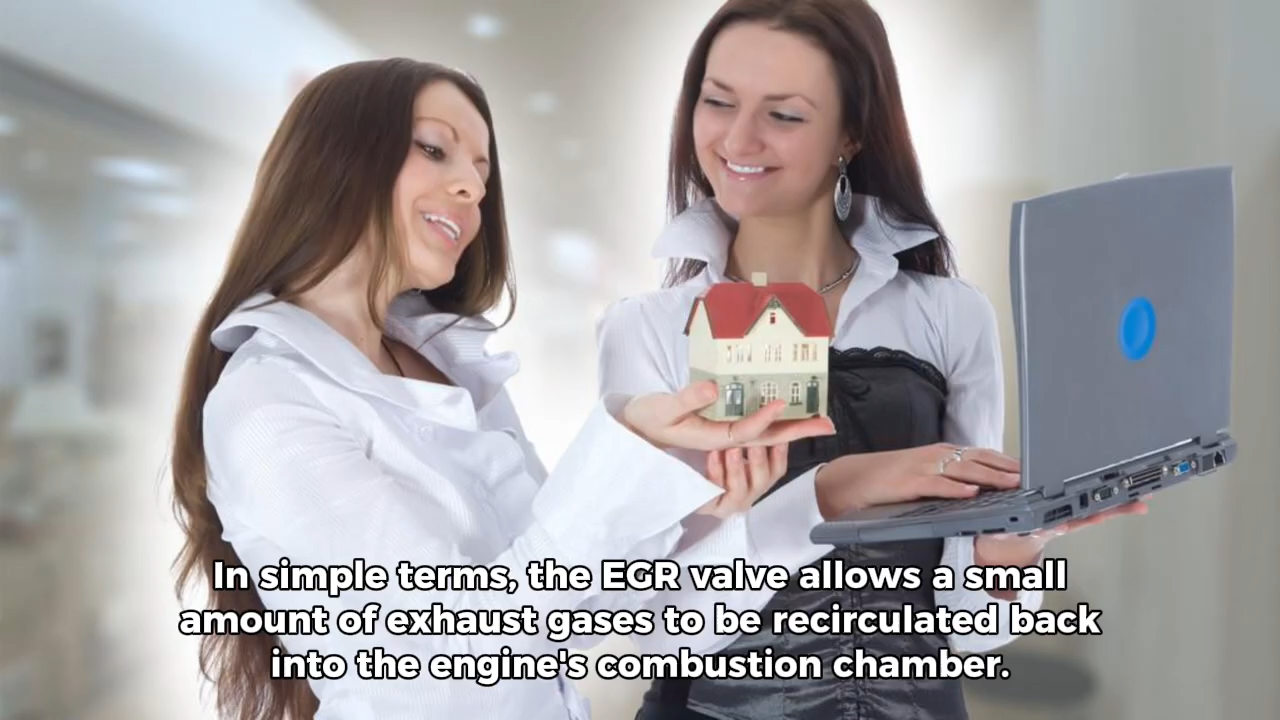 In simple terms, the EGR valve allows a small
amount of exhaust gases to be recirculated back
into the engine's combustion chamber.